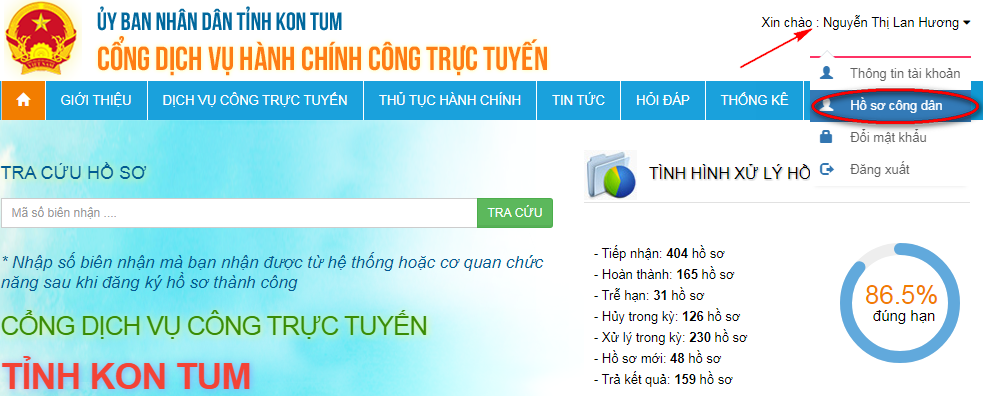 ỦY BAN NHÂN DÂN TỈNH KON TUM
CỔNG DỊCH VỤ HÀNH CHÍNH CÔNG TRỰC TUYẾN
Xin chào : Nguyễn Thị Lan Hương
GIỚI THIỆU DỊCH VỤ CÔNG TRỰC TUYẾN THỦ TỤC HÀNH CHÍNH TIN TỨC HỎI ĐÁP THỐNG KÊ
Thông tin tài khoản
Hồ sơ công dân
Đổi mật khẩu
Đăng xuất
TRA CỨU HỒ SƠ
Mã số biên nhận .... TRA CỨU
* Nhập số biên nhận mà bạn nhận được từ hệ thống hoặc cơ quan chức
năng sau khi đăng ký hồ sơ thành công
CỔNG DỊCH VỤ CÔNG TRỰC TUYẾN
TỈNH KON TUM
TÌNH HÌNH XỬ LÝ HỒ
- Tiếp nhận: 404 hồ sơ
- Hoàn thành: 165 hồ sơ
- Trễ hạn: 31 hồ sơ
- Hủy trong kỳ: 126 hồ sơ
- Xử lý trong kỳ: 230 hồ sơ
- Hồ sơ mới: 48 hồ sơ
- Trả kết quả: 159 hồ sơ
86.5%
đúng hạn